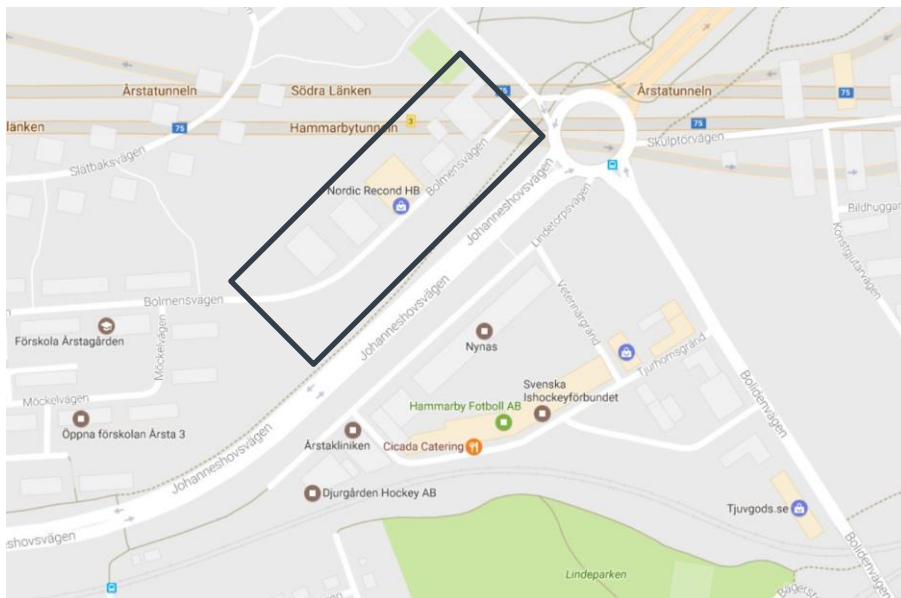 Årstatunneln
Södra Länken
75
Årstatunneln
75
länken
75
Hammarbytunneln
3
75
Skulptörvägen
Slätbaksvägen
Bolmensvägen
Nordic Recond HB
Johanneshovsvägen
Lindetorpsvägen
Bildhuggar
Konstgjutarvägen
Bolmensvägen
Förskola Årstagården
Möckelvägen
Johanneshovsvägen
Nynas
Veterinärgränd
Tjurhornsgränd
Möckelvägen
Svenska
Ishockeyförbundet
Hammarby Fotboll AB
Bolidenvägen
Öppna förskolan Årsta 3
Årstakliniken
Cicada Catering
Johanneshovsvägen
Djurgården Hockey AB
Tjuvgods.se
eshovsvägen
Bolidenvägen
Lindeparken